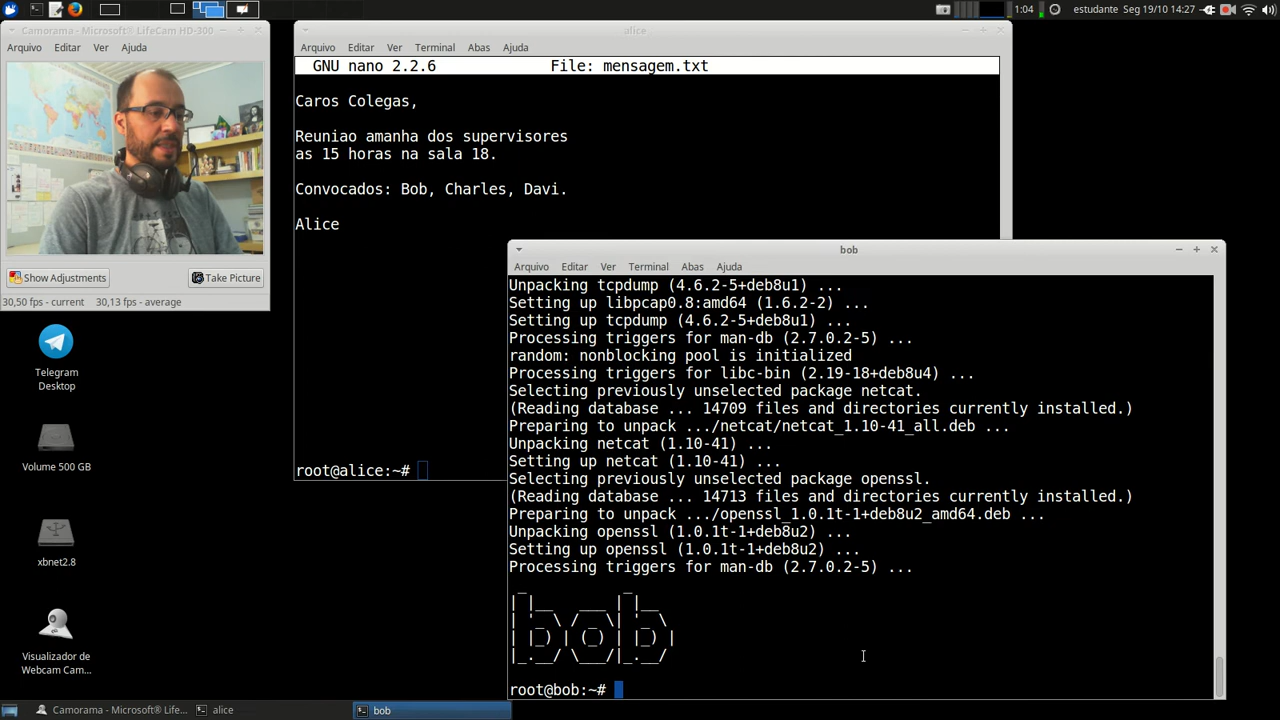 1:04 estudante Seg 19/10 14:27
Camorama - Microsoft® LifeCam HD-300
Arquivo Editar Ver Ajuda
Show Adjustments Take Picture
30,50 fps - current 30,13 fps - average
Telegram
Desktop
Volume 500 GB
xbnet2.8
Visualizador de
Webcam Cam...
alice
Arquivo Editar Ver Terminal Abas Ajuda
GNU nano 2.2.6 File: mensagem.txt
Caros Colegas,
Reuniao amanha dos supervisores
as 15 horas na sala 18.
Convocados: Bob, Charles, Davi.
Alice
root@alice:~#
bob
Arquivo Editar Ver Terminal Abas Ajuda
Unpacking tcpdump (4.6.2-5+deb8u1) ...
Setting up libpcap0.8:amd64 (1.6.2-2) ...
Setting up tcpdump (4.6.2-5+deb8u1) ...
Processing triggers for man-db (2.7.0.2-5) ...
random: nonblocking pool is initialized
Processing triggers for libc-bin (2.19-18+deb8u4) ...
Selecting previously unselected package netcat.
(Reading database ... 14709 files and directories currently installed.)
Preparing to unpack .../netcat/netcat_1.10-41_all.deb ...
Unpacking netcat (1.10-41) ...
Setting up netcat (1.10-41) ...
Selecting previously unselected package openssl.
(Reading database ... 14713 files and directories currently installed.)
Preparing to unpack .../openssl_1.0.1t-1+deb8u2_amd64.deb ...
Unpacking openssl (1.0.1t-1+deb8u2) ...
Setting up openssl (1.0.1t-1+deb8u2) ...
Processing triggers for man-db (2.7.0.2-5) ...
bob
root@bob:~#
Camorama - Microsoft® LifeC... alice bob